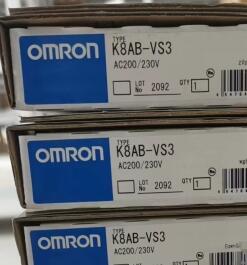 OMRON
TYPE
K8AB-VS3
AC200/230V
LOT No 2092 QTY 1
OMRON
TYPE
K8AB-VS3
AC200/230V
LOT No 2092 QTY 1
OMRON
TYPE
K8AB-VS3
AC200/230V